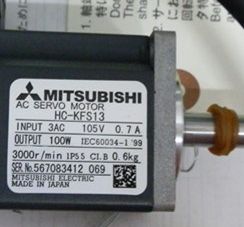 MITSUBISHI
AC SERVO MOTOR
HC-KFS13
INPUT 3AC 105V 0.7A
OUTPUT 100W IEC60034-1 '99
3000r/min IP55 Cl.B 0.6kg
SER.No.567083412 069
MITSUBISHI ELECTRIC
MADE IN JAPAN